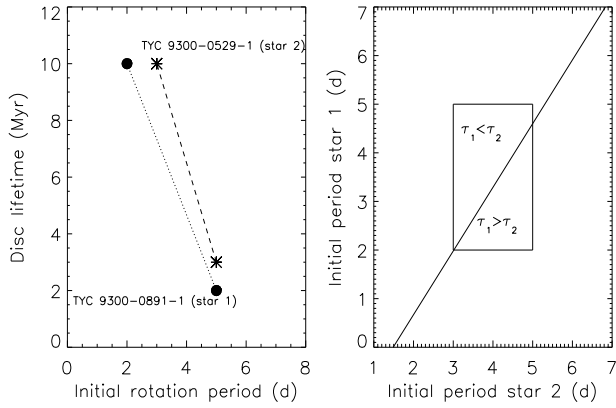 12
10
8
6
4
2
0
Disc lifetime (Myr)
TYC 9300-0529-1 (star 2)
TYC 9300-0891-1 (star 1)
0 2 4 6 8
Initial rotation period (d)
7
6
5
4
3
2
1
0
Initial period star 1 (d)
τ₁<τ₂
τ₁>τ₂
1 2 3 4 5 6 7
Initial period star 2 (d)